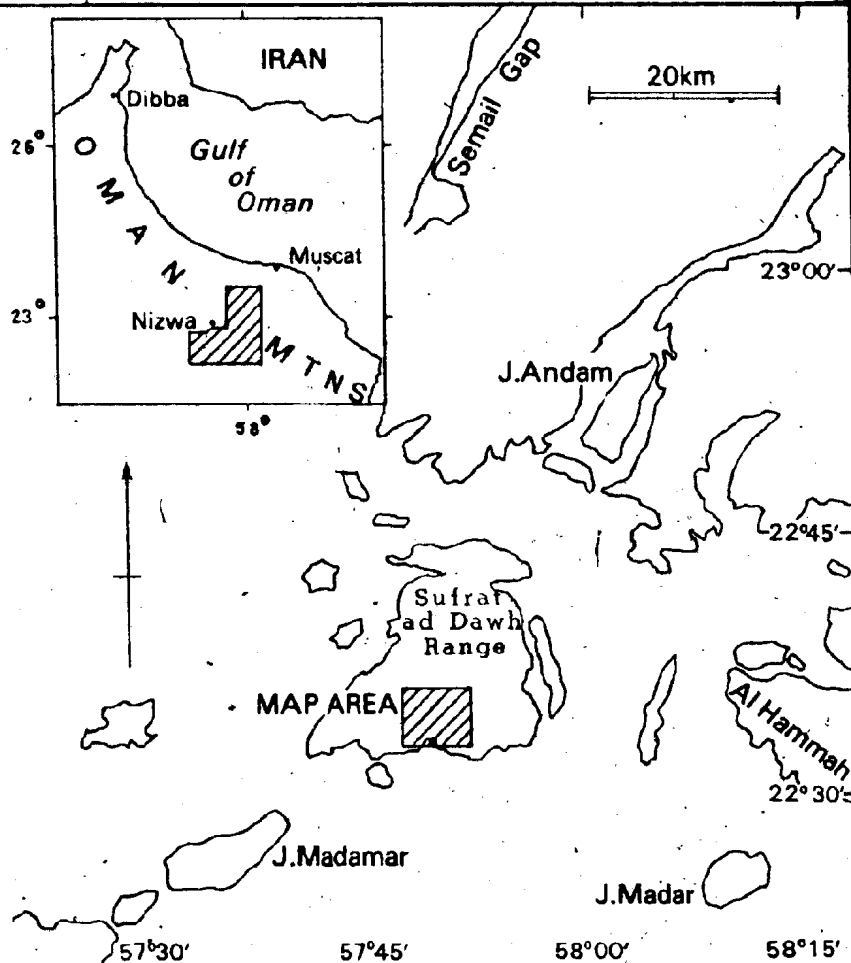 IRAN
Dibba
26°
OMAN
Gulf
of
Oman
Muscat
23°
Nizwa
MTNS
58°
Semail Gap
20km
23°00′
J.Andam
22°45′
Sufrat
ad Dawh
Range
MAP AREA
Al Hammah
22°30′
J.Madamar
J.Madar
57°30′
57°45′
58°00′
58°15′